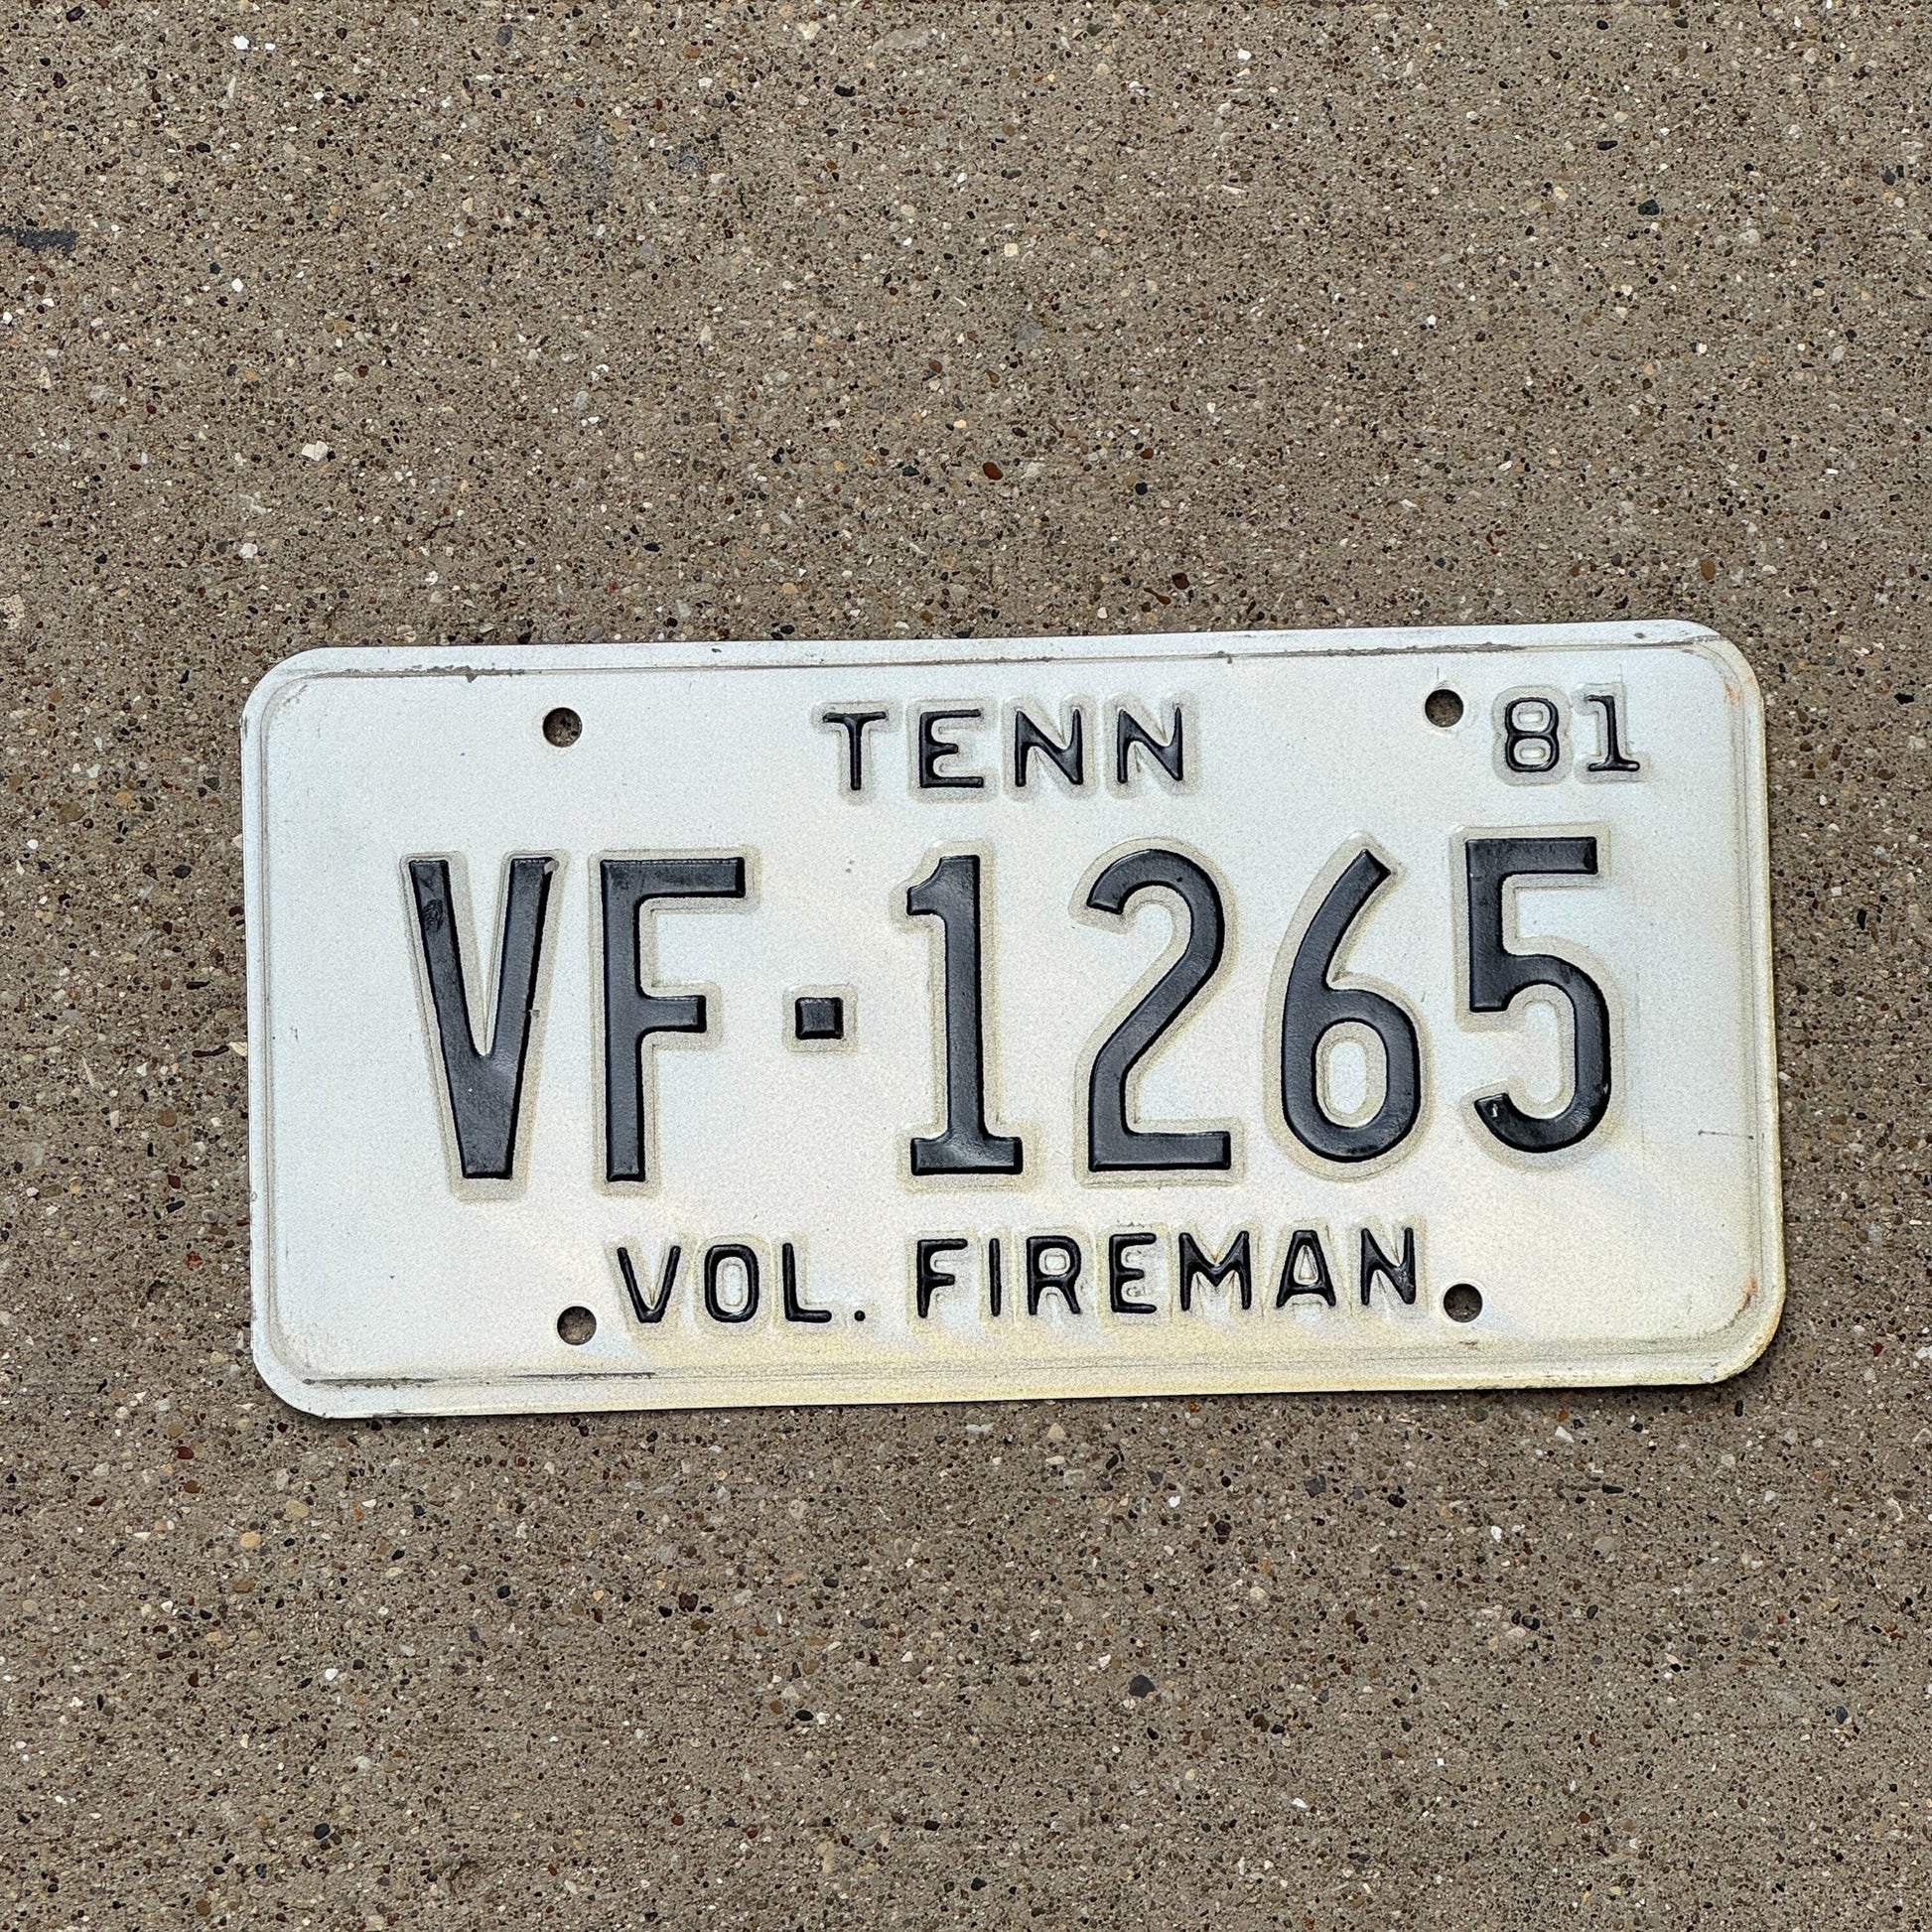 TENN 81
VF-1265
VOL. FIREMAN